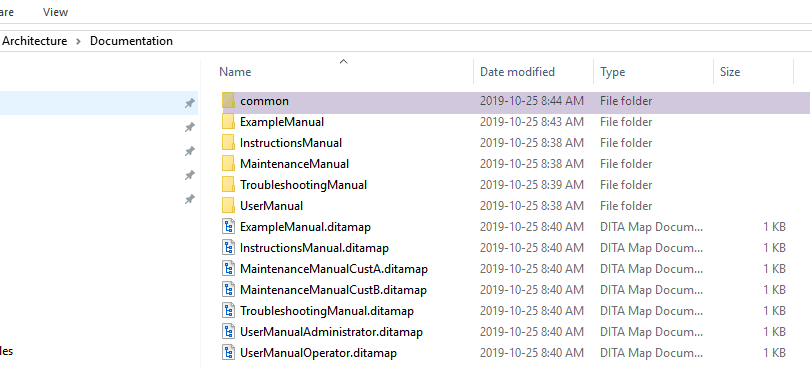 are View
Architecture > Documentation
Name Date modified Type Size
common 2019-10-25 8:44 AM File folder
ExampleManual 2019-10-25 8:43 AM File folder
InstructionsManual 2019-10-25 8:38 AM File folder
MaintenanceManual 2019-10-25 8:38 AM File folder
TroubleshootingManual 2019-10-25 8:39 AM File folder
UserManual 2019-10-25 8:38 AM File folder
ExampleManual.ditamap 2019-10-25 8:40 AM DITA Map Docum... 1 KB
InstructionsManual.ditamap 2019-10-25 8:40 AM DITA Map Docum... 1 KB
MaintenanceManualCustA.ditamap 2019-10-25 8:40 AM DITA Map Docum... 1 KB
MaintenanceManualCustB.ditamap 2019-10-25 8:40 AM DITA Map Docum... 1 KB
TroubleshootingManual.ditamap 2019-10-25 8:40 AM DITA Map Docum... 1 KB
UserManualAdministrator.ditamap 2019-10-25 8:40 AM DITA Map Docum... 1 KB
les UserManualOperator.ditamap 2019-10-25 8:40 AM DITA Map Docum... 1 KB